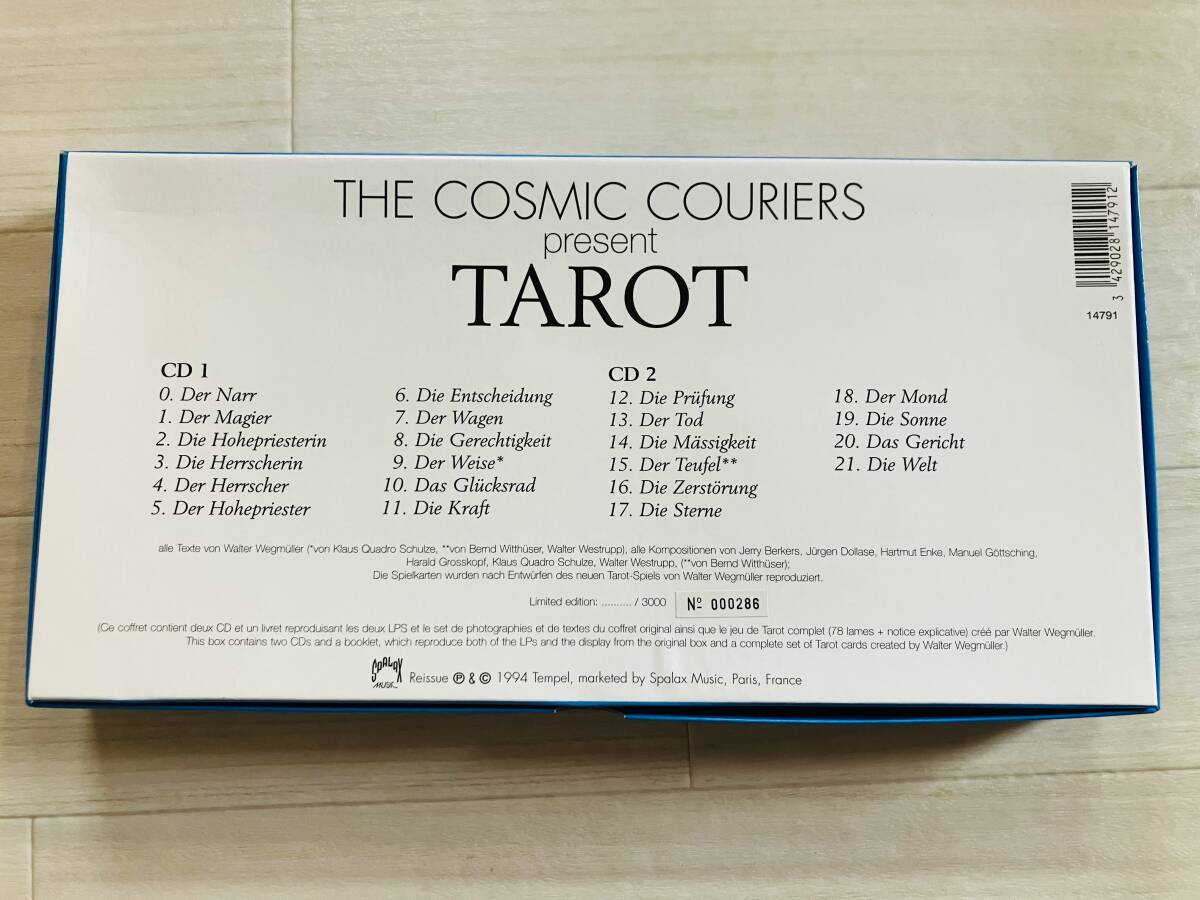 THE COSMIC COURIERS
present
TAROT
3 429028 147912
14791
CD 1
0. Der Narr
1. Der Magier
2. Die Hohepriesterin
3. Die Herrscherin
4. Der Herrscher
5. Der Hohepriester
6. Die Entscheidung
7. Der Wagen
8. Die Gerechtigkeit
9. Der Weise*
10. Das Glücksrad
11. Die Kraft
CD 2
12. Die Prüfung
13. Der Tod
14. Die Mässigkeit
15. Der Teufel**
16. Die Zerstörung
17. Die Sterne
18. Der Mond
19. Die Sonne
20. Das Gericht
21. Die Welt
alle Texte von Walter Wegmüller (*von Klaus Quadro Schulze, **von Bernd Witthüser, Walter Westrupp), alle Kompositionen von Jerry Berkers, Jürgen Dollase, Hartmut Enke, Manuel Göttsching,
Harald Grosskopf, Klaus Quadro Schulze, Walter Westrupp, (**von Bernd Witthüser);
Die Spielkarten wurden nach Entwürfen des neuen Tarot-Spiels von Walter Wegmüller reproduziert.
Limited edition: .......... / 3000 Nº 000286
(Ce coffret contient deux CD et un livret reproduisant les deux LPS et le set de photographies et de textes du coffret original ainsi que le jeu de Tarot complet (78 lames + notice explicative) créé par Walter Wegmüller.
This box contains two CDs and a booklet, which reproduce both of the LPs and the display from the original box and a complete set of Tarot cards created by Walter Wegmüller.)
SPALAX MUSIC Reissue ℗ & © 1994 Tempel, marketed by Spalax Music, Paris, France